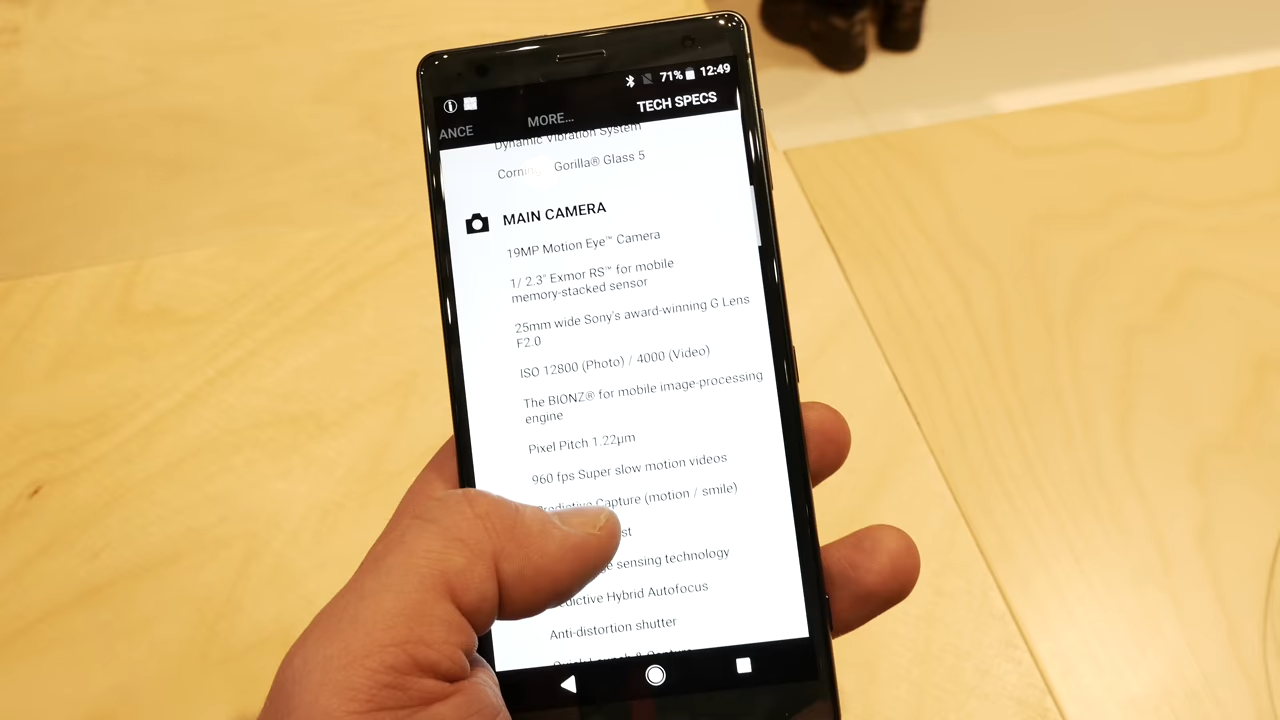 71% 12:49
ANCE MORE... TECH SPECS
Dynamic Vibration System
Gorilla® Glass 5
MAIN CAMERA
19MP Motion Eye™ Camera
1/ 2.3" Exmor RS™ for mobile
memory-stacked sensor
25mm wide Sony's award-winning G Lens
F2.0
ISO 12800 (Photo) / 4000 (Video)
The BIONZ® for mobile image-processing
engine
Pixel Pitch 1.22µm
960 fps Super slow motion videos
Capture (motion / smile)
sensing technology
Hybrid Autofocus
Anti-distortion shutter